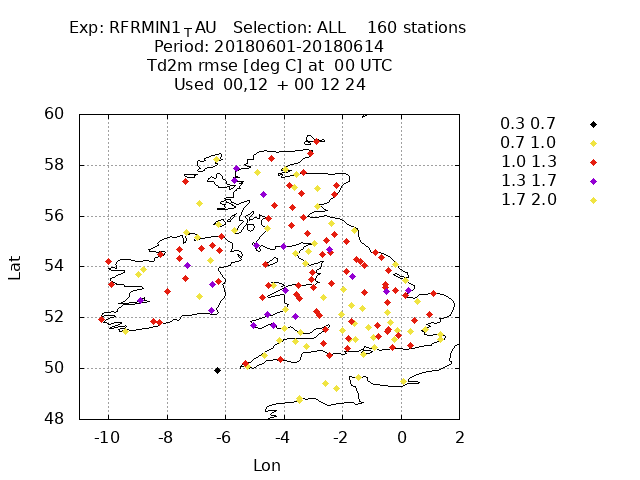 Exp: RFRMIN1_TAU Selection: ALL 160 stations
Period: 20180601-20180614
Td2m rmse [deg C] at 00 UTC
Used 00,12 + 00 12 24
60
58
56
54
52
50
48
Lat
-10 -8 -6 -4 -2 0 2
Lon
0.3 0.7
0.7 1.0
1.0 1.3
1.3 1.7
1.7 2.0